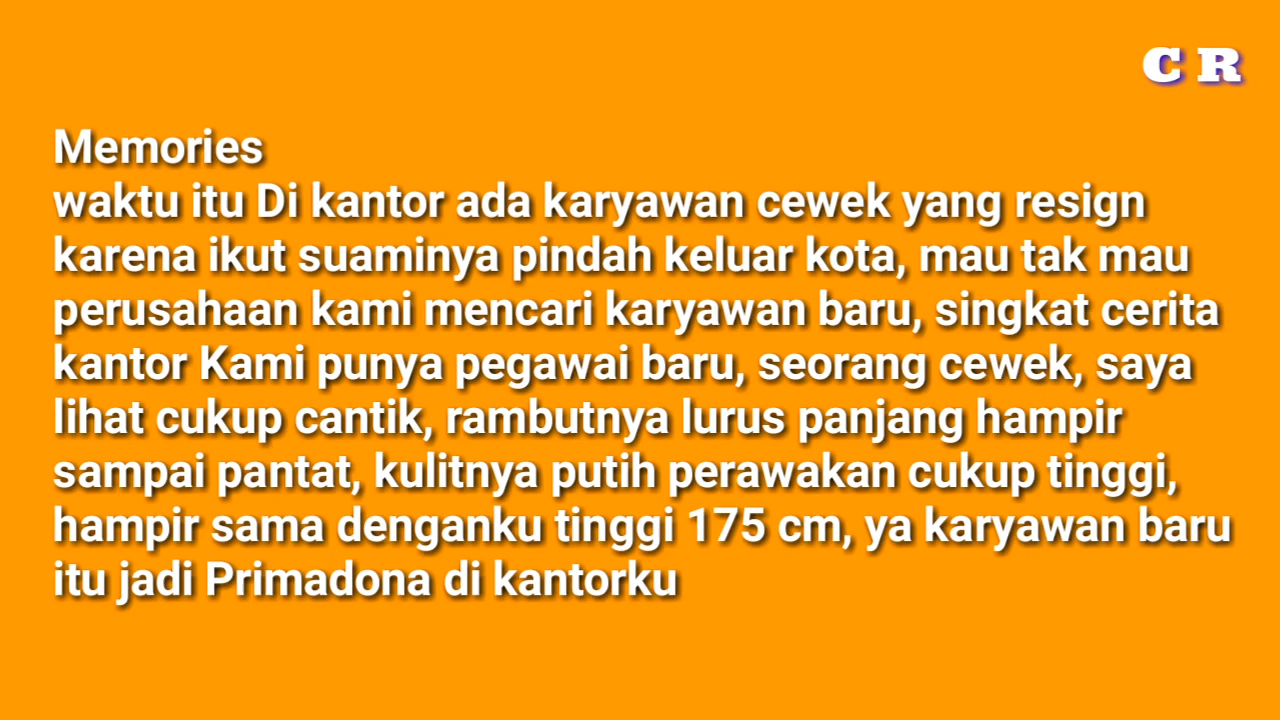 C R
Memories
waktu itu Di kantor ada karyawan cewek yang resign
karena ikut suaminya pindah keluar kota, mau tak mau
perusahaan kami mencari karyawan baru, singkat cerita
kantor Kami punya pegawai baru, seorang cewek, saya
lihat cukup cantik, rambutnya lurus panjang hampir
sampai pantat, kulitnya putih perawakan cukup tinggi,
hampir sama denganku tinggi 175 cm, ya karyawan baru
itu jadi Primadona di kantorku